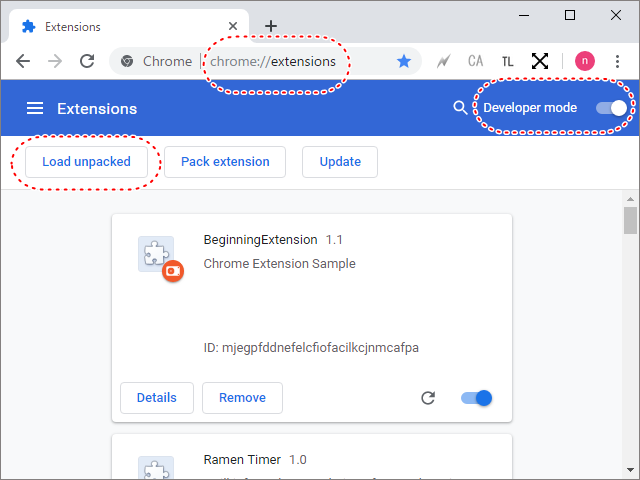 Extensions
Chrome | chrome://extensions
CA
TL
n
Extensions
Developer mode
Load unpacked
Pack extension
Update
BeginningExtension 1.1
Chrome Extension Sample
ID: mjegpfddnefelcfiofacilkcjnmcafpa
Details
Remove
Ramen Timer 1.0